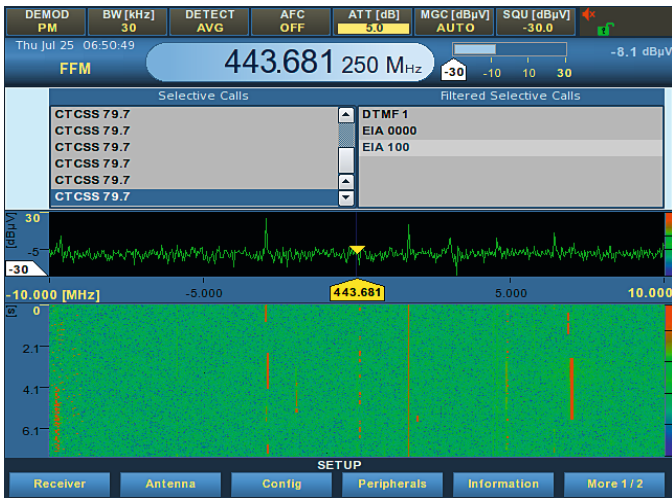 DEMOD BW [kHz] DETECT AFC ATT [dB] MGC [dBµV] SQU [dBµV]
PM 30 AVG OFF 5.0 AUTO -30.0
Thu Jul 25 06:50:49
FFM
443.681 250 MHz
-30 -10 10 30
-8.1 dBµV
Selective Calls
Filtered Selective Calls
CTCSS 79.7
CTCSS 79.7
CTCSS 79.7
CTCSS 79.7
CTCSS 79.7
CTCSS 79.7
DTMF 1
EIA 0000
EIA 100
[dBµV]
30
-5
-30
-10.000 [MHz] -5.000 443.681 5.000 10.000
[s]
0
2.1
4.1
6.1
SETUP
Receiver Antenna Config Peripherals Information More 1 / 2